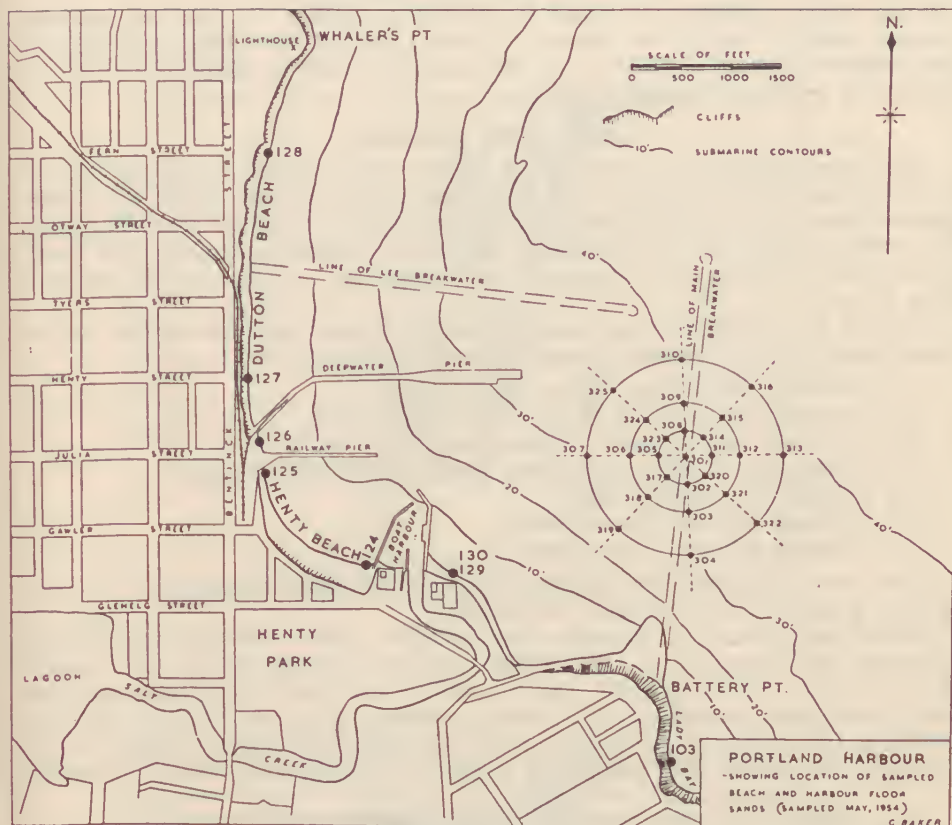 LIGHTHOUSE
WHALER'S PT
N.
SCALE OF FEET
0 500 1000 1500
CLIFFS
10' SUBMARINE CONTOURS
FERN STREET
STREET
128
BEACH
OTWAY STREET
40'
LINE OF LEE BREAKWATER
LINE OF MAIN
BREAKWATER
TYERS STREET
DUTTON
310
DEEPWATER PIER
HENTY STREET
127
325
316
309
30'
324
315
308
126
323
314
BENTINCK
JULIA STREET
RAILWAY PIER
307 306 305
311 312 313
301
125
317
320
302
20'
318
321
303
HENTY BEACH
GAWLER STREET
319
322
40'
124
BOAT
HARBOUR
130
129
304
10'
GLEHELG STREET
30'
HENTY
PARK
LAGOON
BATTERY PT.
SALT
CREEK
10'
20'
103
BAY
PORTLAND HARBOUR
-SHOWING LOCATION OF SAMPLED
BEACH AND HARBOUR FLOOR
SANDS (SAMPLED MAY, 1954)
G. BAKER